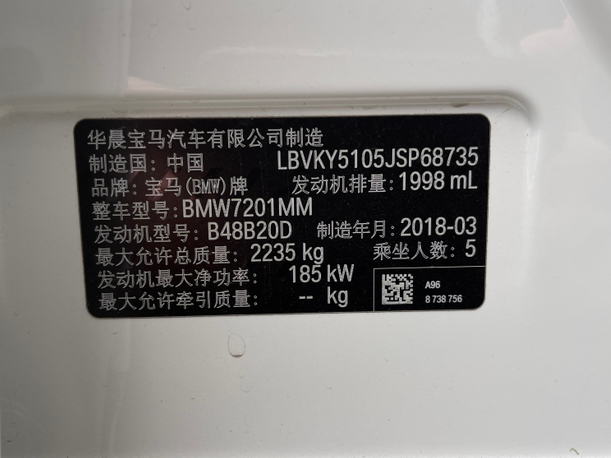 华晨宝马汽车有限公司制造
制造国: 中国 LBVKY5105JSP68735
品牌: 宝马(BMW)牌 发动机排量: 1998 mL
整车型号: BMW7201MM
发动机型号: B48B20D 制造年月: 2018-03
最大允许总质量: 2235 kg 乘坐人数: 5
发动机最大净功率: 185 kW
最大允许牵引质量: -- kg
A96
8 738 756